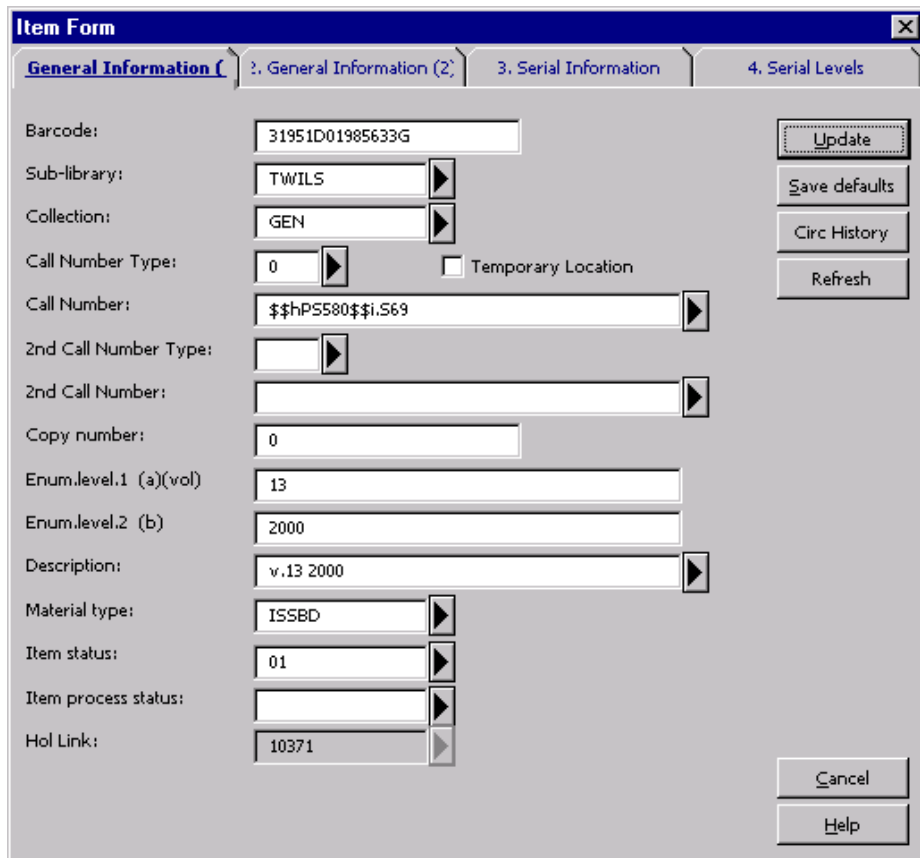 Item Form
General Information (
2. General Information (2)
3. Serial Information
4. Serial Levels
Barcode: 31951D01985633G
Update
Sub-library: TWILS
Save defaults
Collection: GEN
Circ History
Call Number Type: 0
Temporary Location
Refresh
Call Number: $$hPS580$$i.S69
2nd Call Number Type:
2nd Call Number:
Copy number: 0
Enum.level.1 (a)(vol) 13
Enum.level.2 (b) 2000
Description: v.13 2000
Material type: ISSBD
Item status: 01
Item process status:
Hol Link: 10371
Cancel
Help